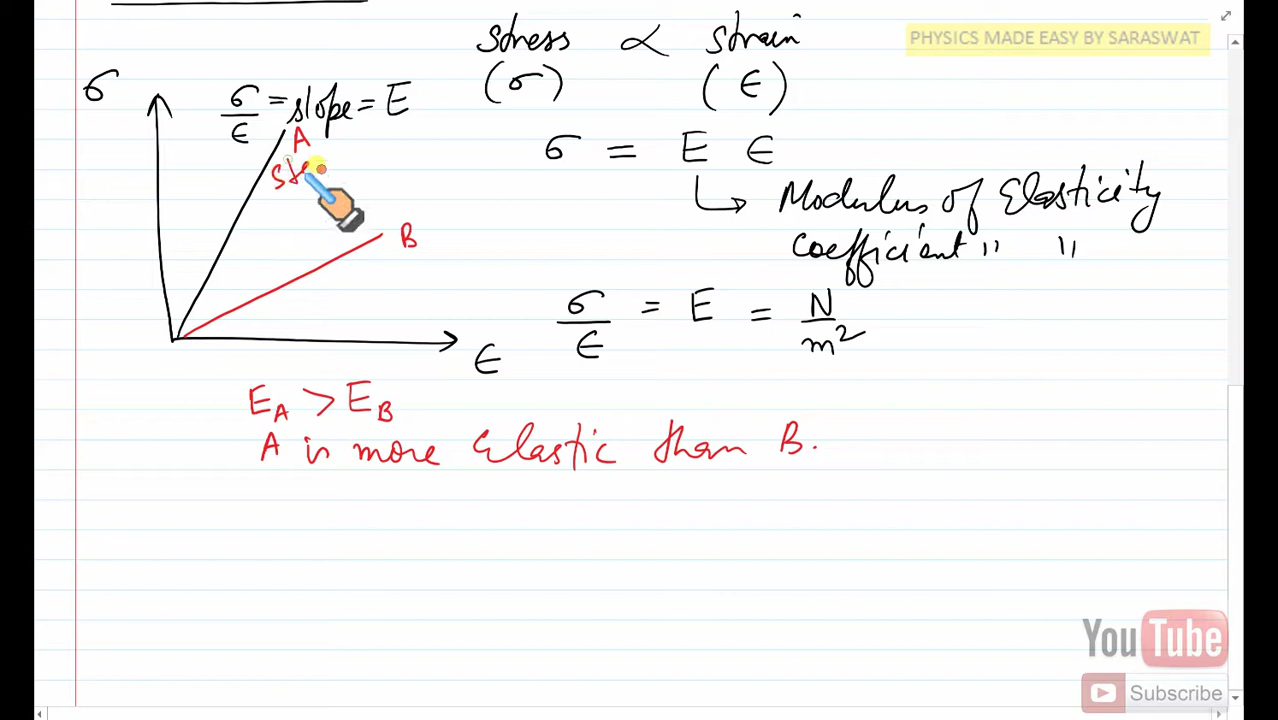 PHYSICS MADE EASY BY SARASWAT
stress ∝ strain
(σ) (ϵ)
σ
σ/ϵ = slope = E
A
σ = E ϵ
Modulus of Elasticity
coefficient " "
B
σ/ϵ = E = N/m²
ϵ
E_A > E_B
A is more Elastic than B.
YouTube
Subscribe